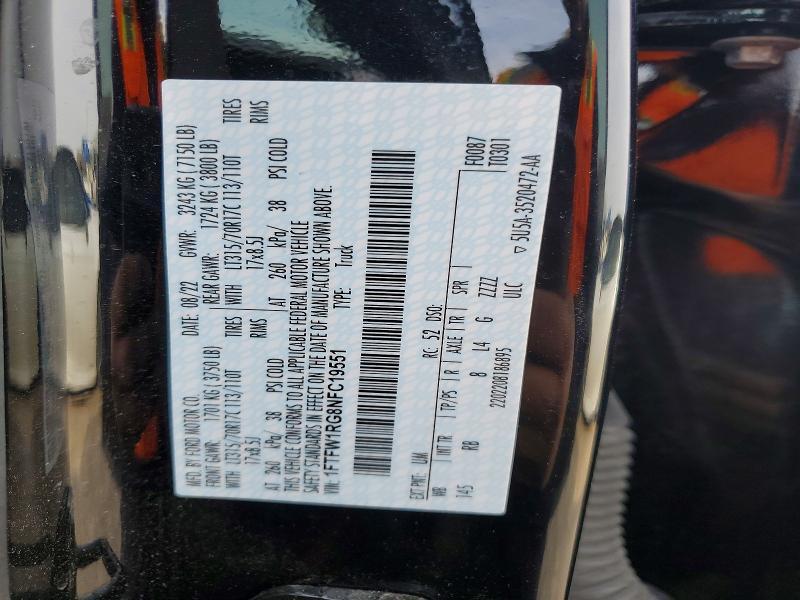 MFD. BY FORD MOTOR CO. DATE: 08/22 GVWR: 3243 KG ( 7150 LB)
FRONT GAWR: 1701 KG ( 3750 LB) REAR GAWR: 1724 KG ( 3800 LB)
WITH LT315/70R17C 113/110T TIRES WITH LT315/70R17C 113/110T TIRES
17x8.5J RIMS 17x8.5J RIMS
AT 260 kPa/ 38 PSI COLD AT 260 kPa/ 38 PSI COLD
THIS VEHICLE CONFORMS TO ALL APPLICABLE FEDERAL MOTOR VEHICLE
SAFETY STANDARDS IN EFFECT ON THE DATE OF MANUFACTURE SHOWN ABOVE.
VIN: 1FTFW1RG8NFC19551 TYPE: Truck
EXT PNT: UM RC: 52 DSO: F0087
WB INT TR TP/PS R AXLE TR SPR T0301
145 RB 8 L4 G ZZZZ
2202208186895 ULC ▽ 5U5A-3520472-AA